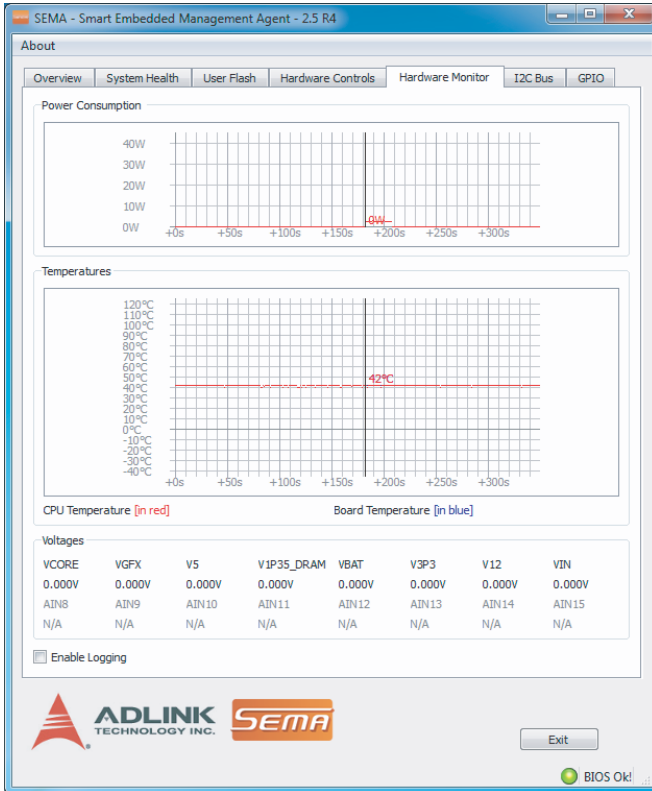 SEMA - Smart Embedded Management Agent - 2.5 R4
About
Overview System Health User Flash Hardware Controls Hardware Monitor I2C Bus GPIO
Power Consumption
40W
30W
20W
10W
0W
0W
+0s +50s +100s +150s +200s +250s +300s
Temperatures
120°C
110°C
100°C
90°C
80°C
70°C
60°C
50°C
42°C
40°C
30°C
20°C
10°C
0°C
-10°C
-20°C
-30°C
-40°C
+0s +50s +100s +150s +200s +250s +300s
CPU Temperature [in red] Board Temperature [in blue]
Voltages
VCORE VGFX V5 V1P35_DRAM VBAT V3P3 V12 VIN
0.000V 0.000V 0.000V 0.000V 0.000V 0.000V 0.000V 0.000V
AIN8 AIN9 AIN10 AIN11 AIN12 AIN13 AIN14 AIN15
N/A N/A N/A N/A N/A N/A N/A N/A
Enable Logging
ADLINK
TECHNOLOGY INC.
SEMA
Exit
BIOS Ok!